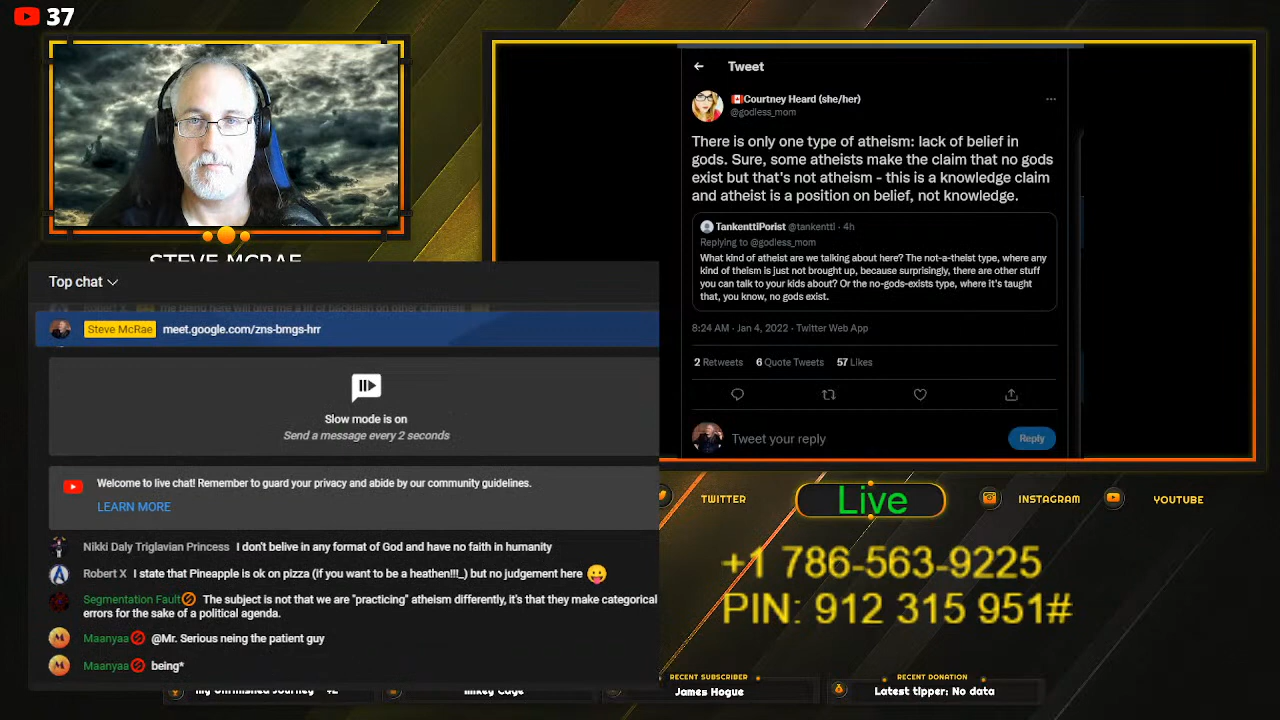 37
STEVE MCRAE
Tweet
🇨🇦Courtney Heard (she/her)
@godless_mom
There is only one type of atheism: lack of belief in
gods. Sure, some atheists make the claim that no gods
exist but that's not atheism - this is a knowledge claim
and atheist is a position on belief, not knowledge.
TankenttiPorist @tankentti · 4h
Replying to @godless_mom
What kind of atheist are we talking about here? The not-a-theist type, where any
kind of theism is just not brought up, because surprisingly, there are other stuff
you can talk to your kids about? Or the no-gods-exists type, where it's taught
that, you know, no gods exist.
8:24 AM · Jan 4, 2022 · Twitter Web App
2 Retweets 6 Quote Tweets 57 Likes
Tweet your reply
Reply
Top chat
Steve McRae meet.google.com/zns-bmgs-hrr
Slow mode is on
Send a message every 2 seconds
Welcome to live chat! Remember to guard your privacy and abide by our community guidelines.
LEARN MORE
Nikki Daly Triglavian Princess I don't belive in any format of God and have no faith in humanity
Robert X I state that Pineapple is ok on pizza (if you want to be a heathen!!!_) but no judgement here 😛
Segmentation Fault The subject is not that we are "practicing" atheism differently, it's that they make categorical
errors for the sake of a political agenda.
Maanyaa @Mr. Serious neing the patient guy
Maanyaa being*
TWITTER
Live
INSTAGRAM
YOUTUBE
+1 786-563-9225
PIN: 912 315 951#
My Unfinished Journey
Mikey Cage
RECENT SUBSCRIBER
James Hogue
RECENT DONATION
Latest tipper: No data